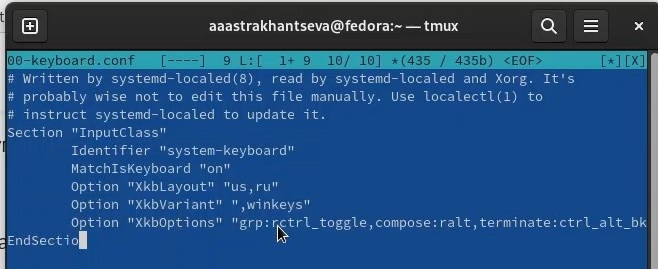 aaastrakhantseva@fedora:~ — tmux
00-keyboard.conf [----] 9 L:[ 1+ 9 10/ 10] *(435 / 435b) <EOF> [*][X]
# Written by systemd-localed(8), read by systemd-localed and Xorg. It's
# probably wise not to edit this file manually. Use localectl(1) to
# instruct systemd-localed to update it.
Section "InputClass"
Identifier "system-keyboard"
MatchIsKeyboard "on"
Option "XkbLayout" "us,ru"
Option "XkbVariant" ",winkeys"
Option "XkbOptions" "grp:rctrl_toggle,compose:ralt,terminate:ctrl_alt_bk
EndSectio